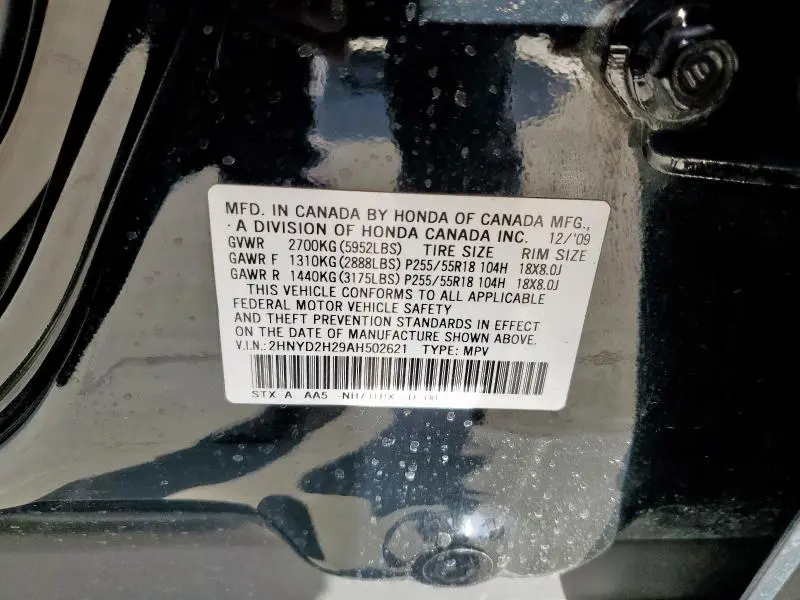 MFD. IN CANADA BY HONDA OF CANADA MFG.,
A DIVISION OF HONDA CANADA INC. 12/'09
GVWR 2700KG(5952LBS) TIRE SIZE RIM SIZE
GAWR F 1310KG(2888LBS) P255/55R18 104H 18X8.0J
GAWR R 1440KG(3175LBS) P255/55R18 104H 18X8.0J
THIS VEHICLE CONFORMS TO ALL APPLICABLE
FEDERAL MOTOR VEHICLE SAFETY
AND THEFT PREVENTION STANDARDS IN EFFECT
ON THE DATE OF MANUFACTURE SHOWN ABOVE.
V.I.N.: 2HNYD2H29AH502621 TYPE: MPV
STX A AA5